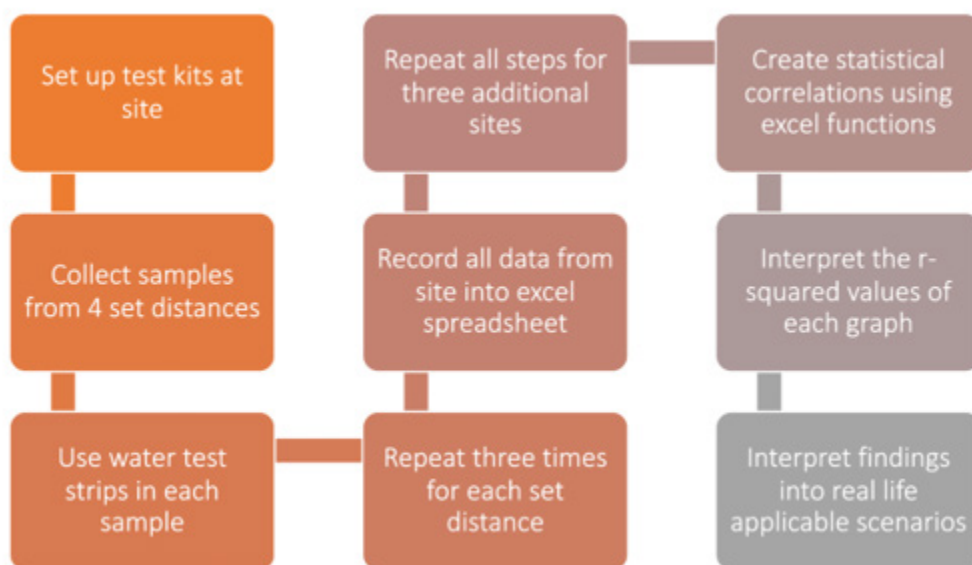 Set up test kits at
site
Collect samples
from 4 set distances
Use water test
strips in each
sample
Repeat three times
for each set
distance
Record all data from
site into excel
spreadsheet
Repeat all steps for
three additional
sites
Create statistical
correlations using
excel functions
Interpret the r-
squared values of
each graph
Interpret findings
into real life
applicable scenarios